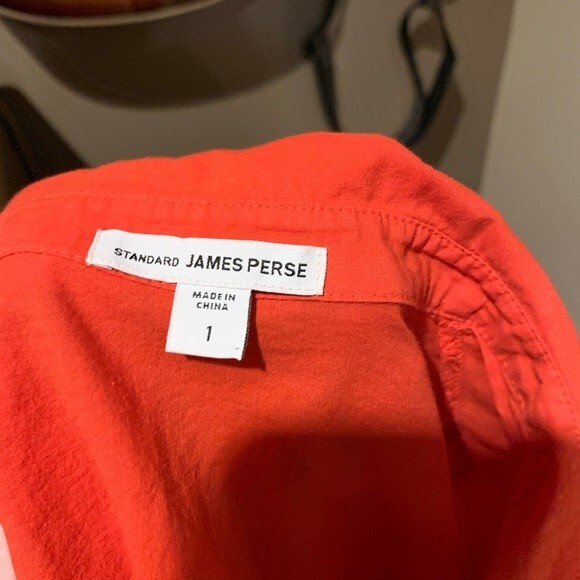 STANDARD JAMES PERSE
MADE IN
CHINA
1